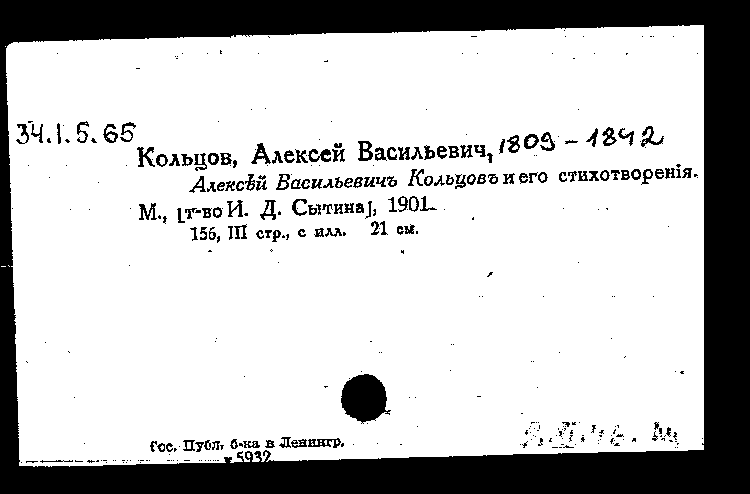 34.I.5.65
Кольцов, Алексей Васильевич, 1809 - 1842
Алексѣй Васильевичъ Кольцовъ и его стихотворенія.
М., [т-во И. Д. Сытина], 1901.
156, III стр., с илл. 21 см.
Гос. Публ. б-ка в Ленингр.
к 5932